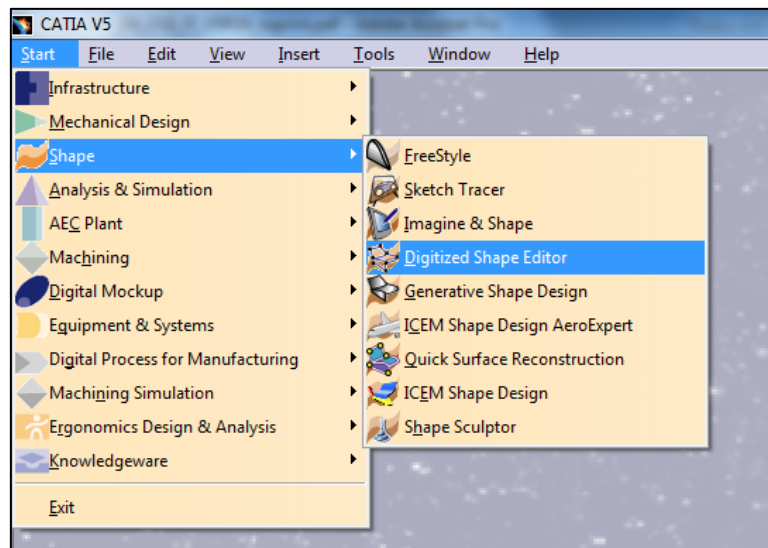 CATIA V5
Start File Edit View Insert Tools Window Help
Infrastructure
Mechanical Design
Shape
Analysis & Simulation
AEC Plant
Machining
Digital Mockup
Equipment & Systems
Digital Process for Manufacturing
Machining Simulation
Ergonomics Design & Analysis
Knowledgeware
Exit
FreeStyle
Sketch Tracer
Imagine & Shape
Digitized Shape Editor
Generative Shape Design
ICEM Shape Design AeroExpert
Quick Surface Reconstruction
ICEM Shape Design
Shape Sculptor